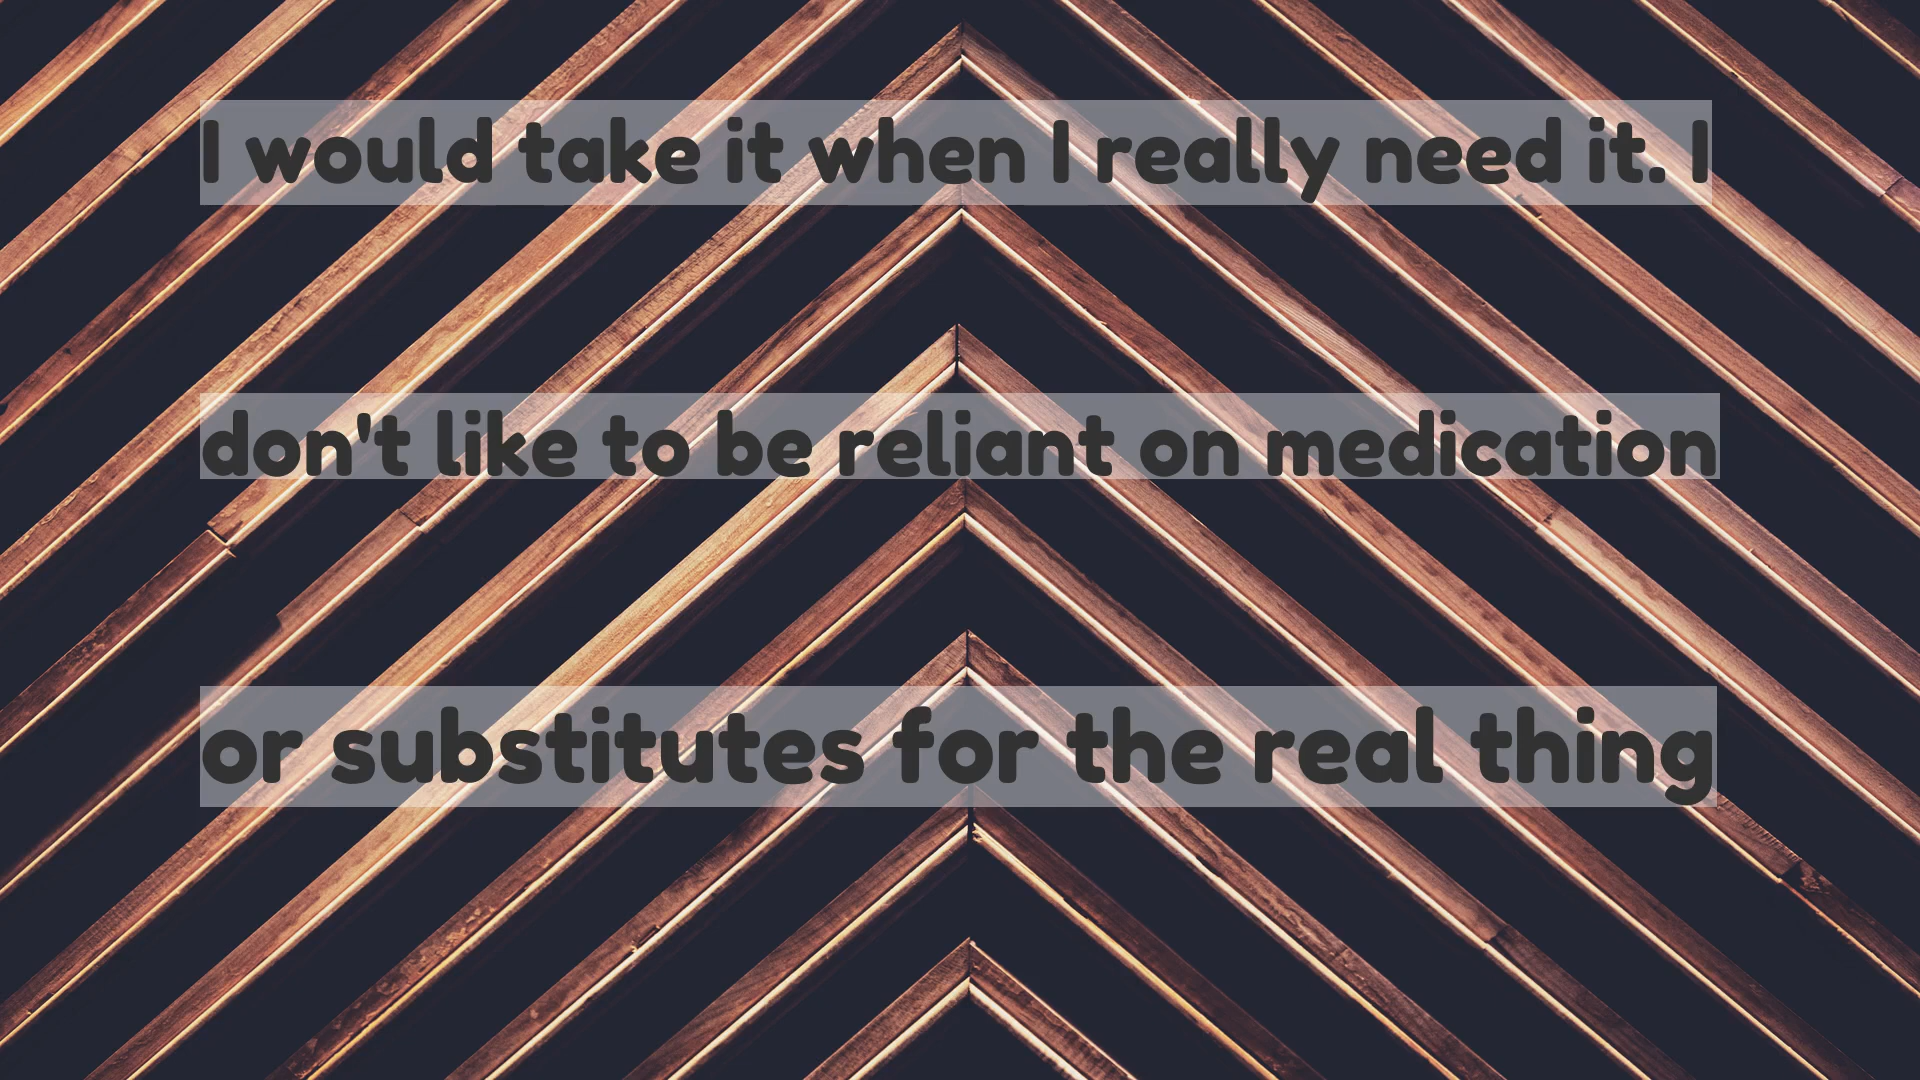 I would take it when I really need it. I
don't like to be reliant on medication
or substitutes for the real thing